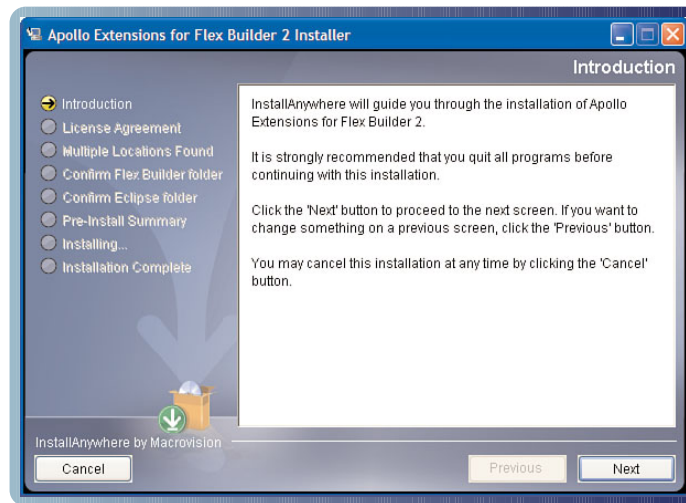 Apollo Extensions for Flex Builder 2 Installer
Introduction
Introduction
License Agreement
Multiple Locations Found
Confirm Flex Builder folder
Confirm Eclipse folder
Pre-Install Summary
Installing...
Installation Complete
InstallAnywhere will guide you through the installation of Apollo
Extensions for Flex Builder 2.
It is strongly recommended that you quit all programs before
continuing with this installation.
Click the 'Next' button to proceed to the next screen. If you want to
change something on a previous screen, click the 'Previous' button.
You may cancel this installation at any time by clicking the 'Cancel'
button.
InstallAnywhere by Macrovision
Cancel
Previous
Next